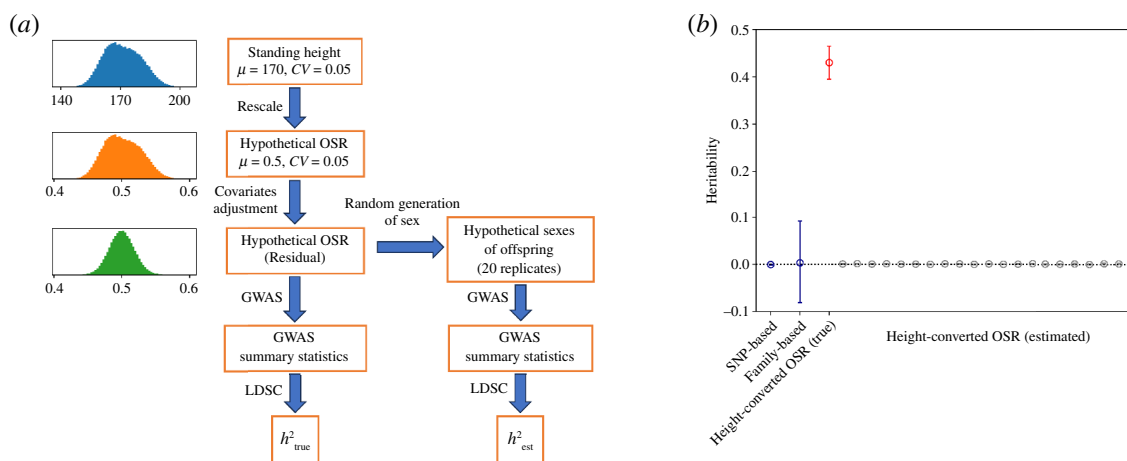 (a)
Standing height
μ = 170, CV = 0.05
140 170 200
Rescale
Hypothetical OSR
μ = 0.5, CV = 0.05
0.4 0.5 0.6
Covariates
adjustment
Random generation
of sex
Hypothetical OSR
(Residual)
Hypothetical sexes
of offspring
(20 replicates)
0.4 0.5 0.6
GWAS
GWAS
GWAS
summary statistics
GWAS
summary statistics
LDSC
LDSC
h²true
h²est
(b)
Heritability
0.5
0.4
0.3
0.2
0.1
0.0
−0.1
SNP-based
Family-based
Height-converted OSR (true)
Height-converted OSR (estimated)